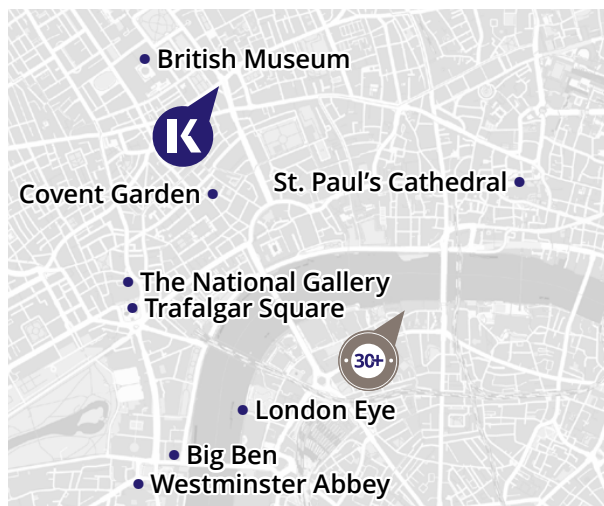 British Museum
K
Covent Garden
St. Paul's Cathedral
The National Gallery
Trafalgar Square
30+
London Eye
Big Ben
Westminster Abbey